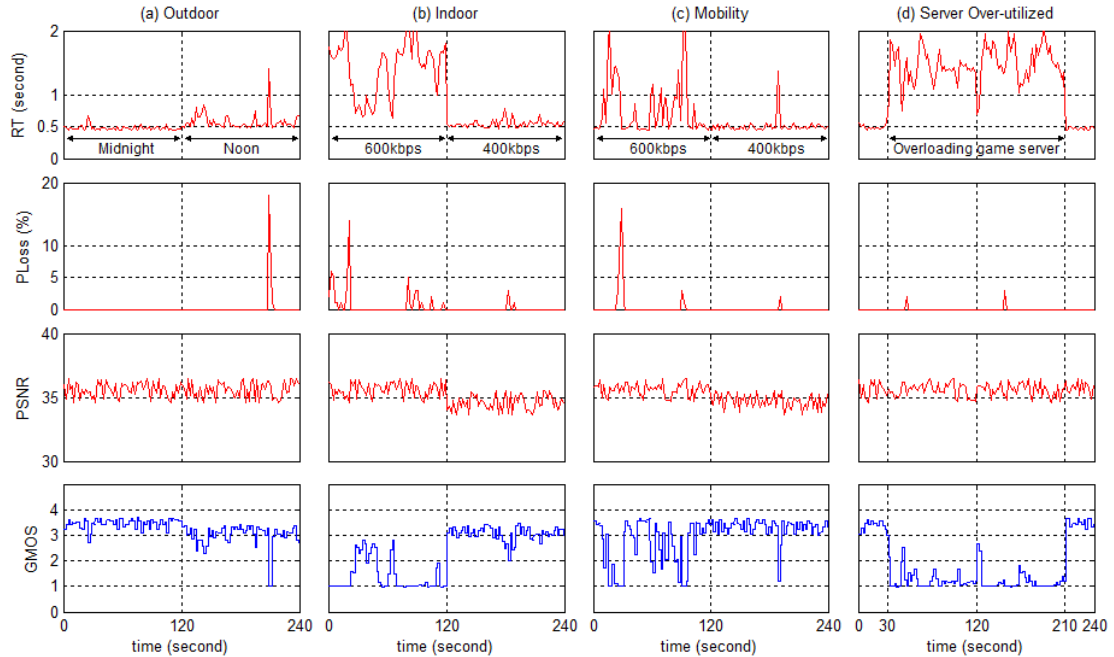 (a) Outdoor (b) Indoor (c) Mobility (d) Server Over-utilized
RT (second)
2
1
0.5
0
Midnight Noon 600kbps 400kbps 600kbps 400kbps Overloading game server
PLoss (%)
20
10
5
0
PSNR
40
35
30
GMOS
4
3
2
1
0 120 240 0 120 240 0 120 240 0 30 120 210 240
time (second) time (second) time (second) time (second)